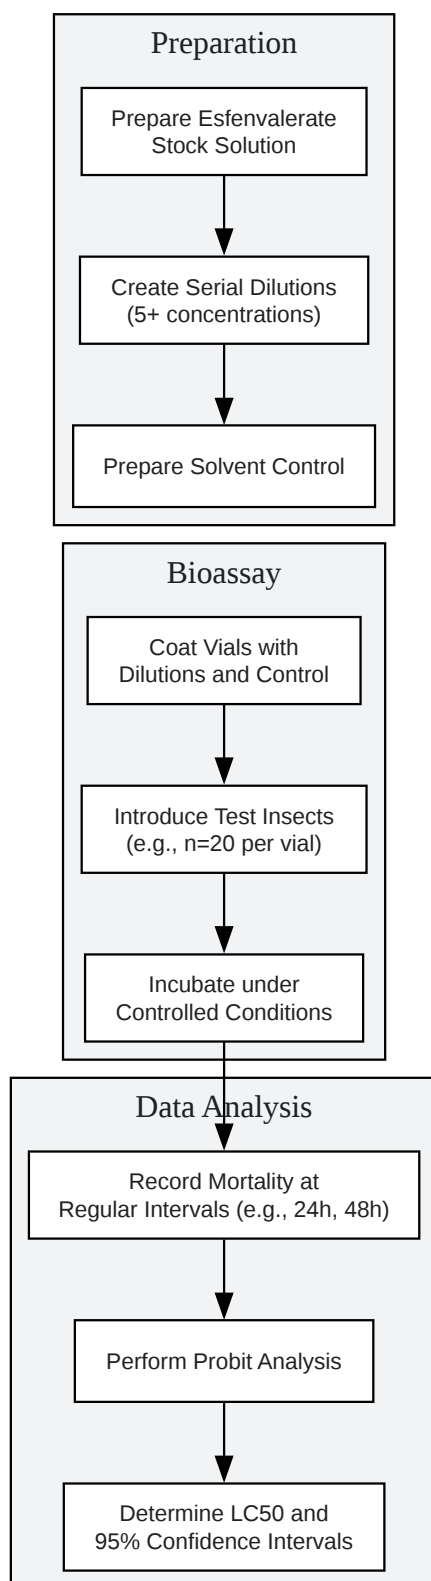 Preparation
Prepare Esfenvalerate
Stock Solution
Create Serial Dilutions
(5+ concentrations)
Prepare Solvent Control
Bioassay
Coat Vials with
Dilutions and Control
Introduce Test Insects
(e.g., n=20 per vial)
Incubate under
Controlled Conditions
Data Analysis
Record Mortality at
Regular Intervals (e.g., 24h, 48h)
Perform Probit Analysis
Determine LC50 and
95% Confidence Intervals